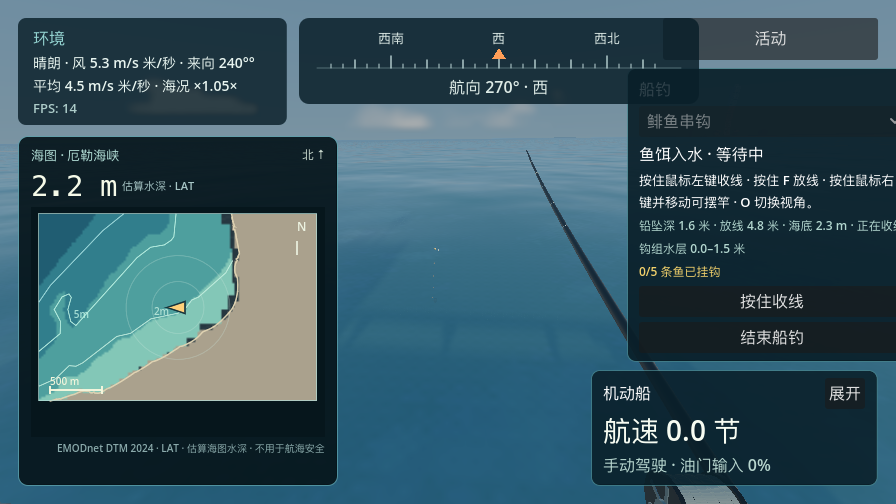 环境
晴朗 · 风 5.3 m/s 米/秒 · 来向 240°°
平均 4.5 m/s 米/秒 · 海况 ×1.05×
FPS: 14
西南 西 西北
航向 270° · 西
活动
船钓
鲱鱼串钩
鱼饵入水 · 等待中
按住鼠标左键收线 · 按住 F 放线 · 按住鼠标右
键并移动可摆竿 · O 切换视角。
铅坠深 1.6 米 · 放线 4.8 米 · 海底 2.3 m · 正在收
钩组水层 0.0–1.5 米
0/5 条鱼已挂钩
按住收线
结束船钓
海图 · 厄勒海峡
北 ↑
2.2 m 估算水深 · LAT
N
5m
2m
500 m
EMODnet DTM 2024 · LAT · 估算海图水深 · 不用于航海安全
机动船
展开
航速 0.0 节
手动驾驶 · 油门输入 0%